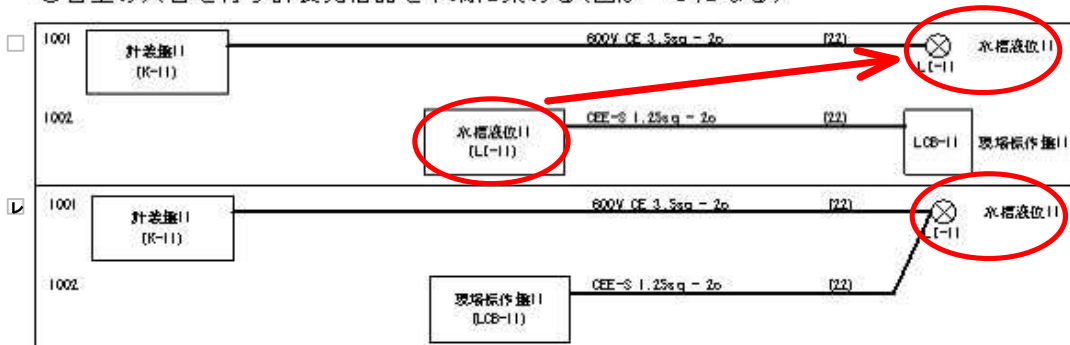 1001
計装盤11
(K-11)
600V CE 3.5sq - 2c
(22)
LI-11
水槽液位11
1002
水槽液位11
(LI-11)
CEE-S 1.25sq - 2c
(22)
LCB-11
現場操作盤11
1001
計装盤11
(K-11)
600V CE 3.5sq - 2c
(22)
LI-11
水槽液位11
1002
現場操作盤11
(LCB-11)
CEE-S 1.25sq - 2c
(22)